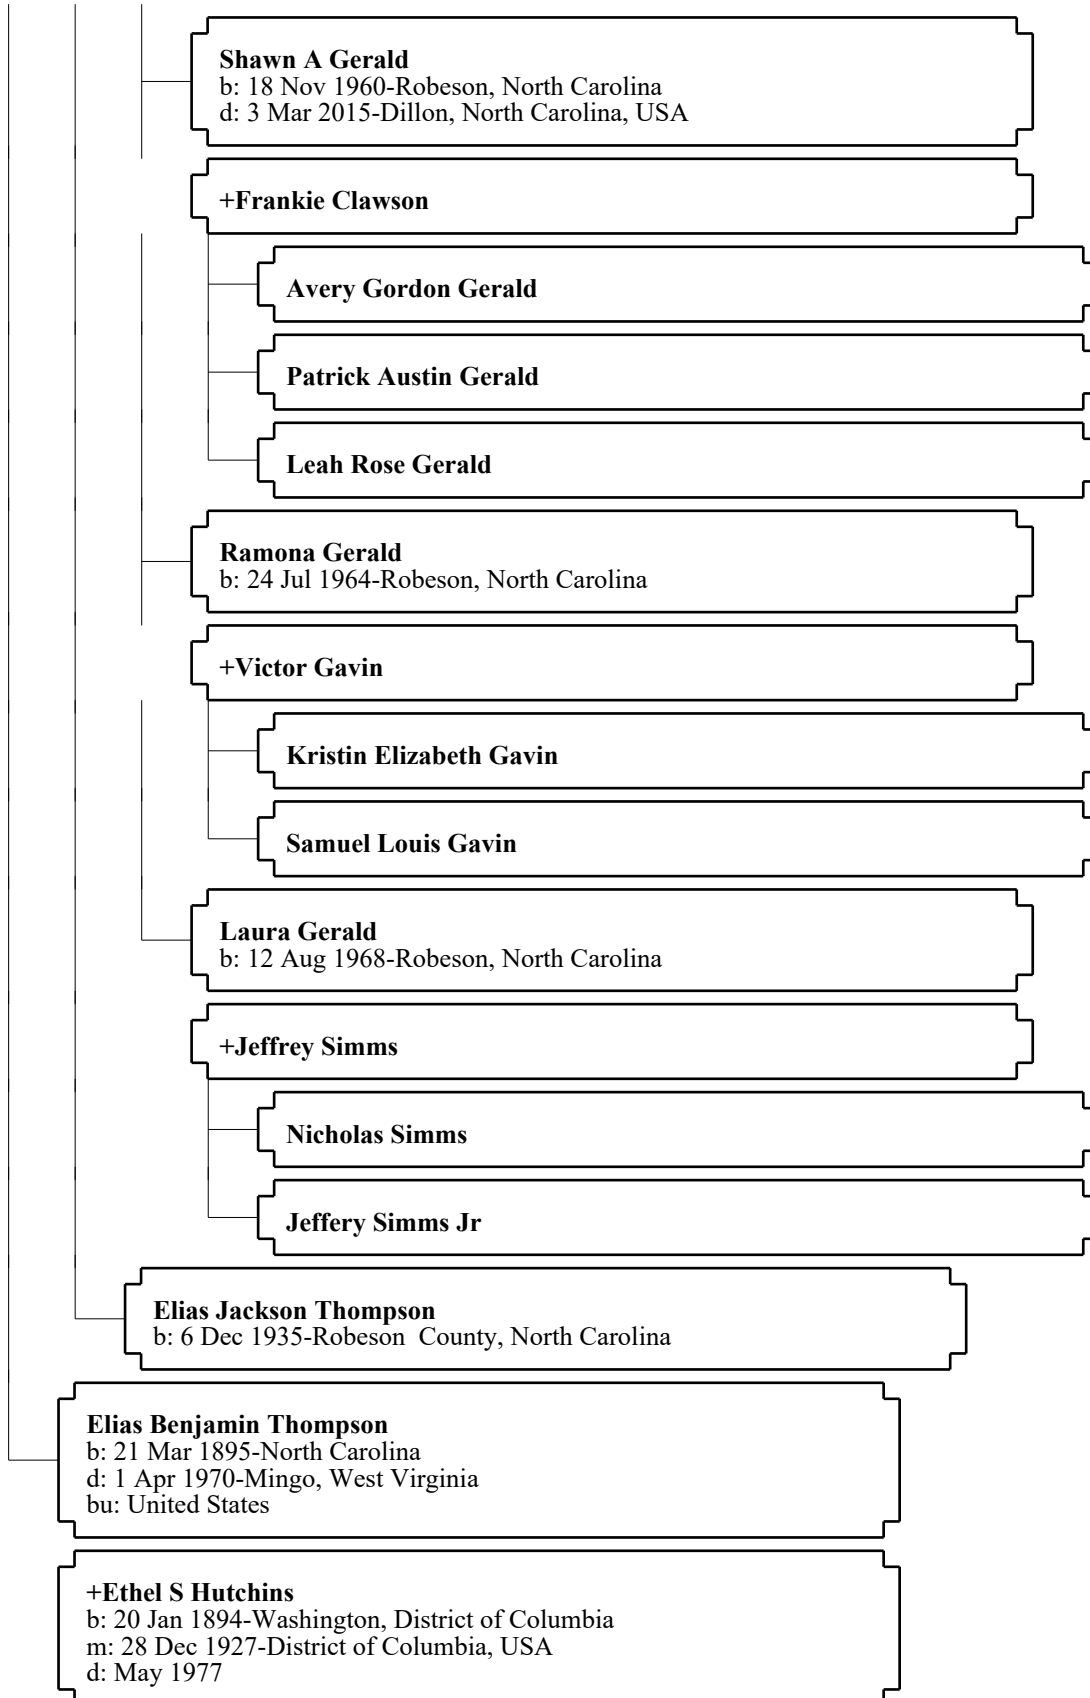 Shawn A Gerald
b: 18 Nov 1960-Robeson, North Carolina
d: 3 Mar 2015-Dillon, North Carolina, USA
+Frankie Clawson
Avery Gordon Gerald
Patrick Austin Gerald
Leah Rose Gerald
Ramona Gerald
b: 24 Jul 1964-Robeson, North Carolina
+Victor Gavin
Kristin Elizabeth Gavin
Samuel Louis Gavin
Laura Gerald
b: 12 Aug 1968-Robeson, North Carolina
+Jeffrey Simms
Nicholas Simms
Jeffery Simms Jr
Elias Jackson Thompson
b: 6 Dec 1935-Robeson  County, North Carolina
Elias Benjamin Thompson
b: 21 Mar 1895-North Carolina
d: 1 Apr 1970-Mingo, West Virginia
bu: United States
+Ethel S Hutchins
b: 20 Jan 1894-Washington, District of Columbia
m: 28 Dec 1927-District of Columbia, USA
d: May 1977